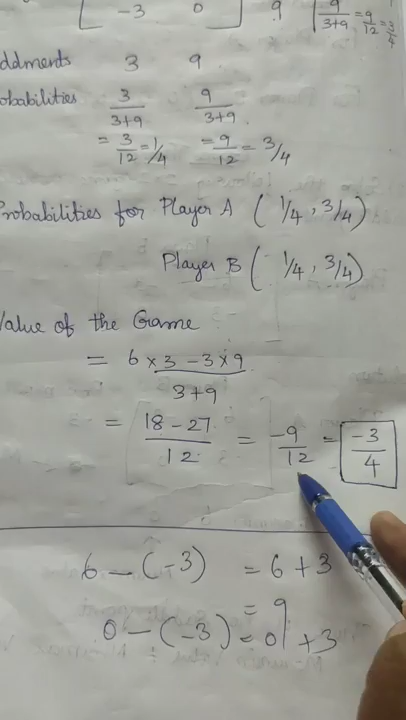 -3 0 9 9/(3+9) = 9/12 = 3/4
ddments 3 9
obabilities 3/(3+9) 9/(3+9)
= 3/12 = 1/4 = 9/12 = 3/4
robabilities for Player A ( 1/4 , 3/4 )
Player B ( 1/4 , 3/4 )
alue of the Game
= (6 × 3 - 3 × 9)/(3+9)
= (18 - 27)/12 = -9/12 = -3/4
6 - (-3) = 6 + 3
= 9
0 - (-3) = 0 + 3